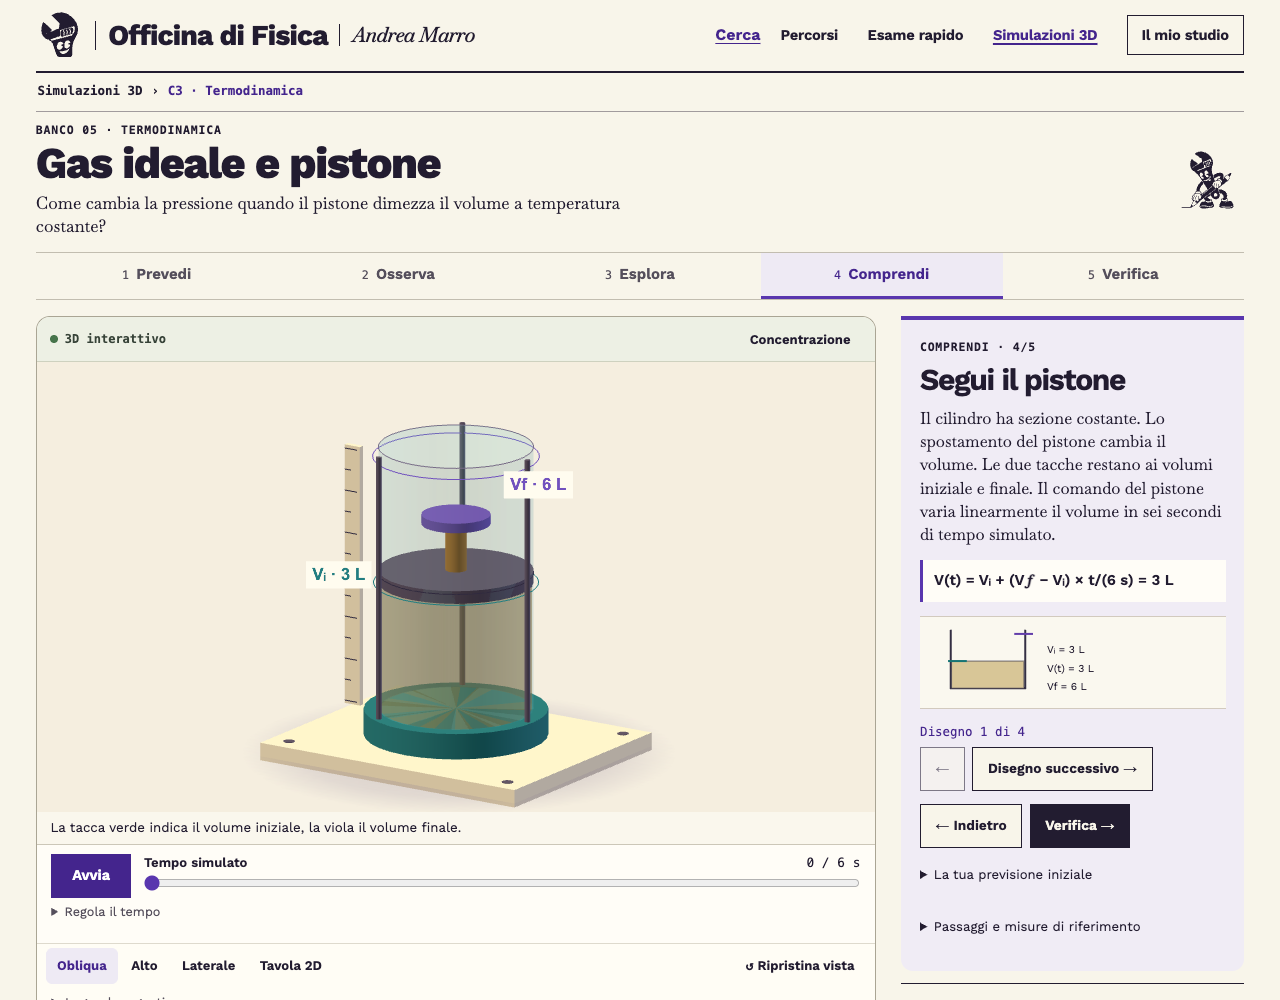 Officina di Fisica
Andrea Marro
Cerca
Percorsi
Esame rapido
Simulazioni 3D
Il mio studio
Simulazioni 3D › C3 · Termodinamica
BANCO 05 · TERMODINAMICA
Gas ideale e pistone
Come cambia la pressione quando il pistone dimezza il volume a temperatura
costante?
1 Prevedi
2 Osserva
3 Esplora
4 Comprendi
5 Verifica
3D interattivo
Concentrazione
Vf · 6 L
Vᵢ · 3 L
La tacca verde indica il volume iniziale, la viola il volume finale.
Avvia
Tempo simulato
0 / 6 s
▶ Regola il tempo
Obliqua
Alto
Laterale
Tavola 2D
↺ Ripristina vista
COMPRENDI · 4/5
Segui il pistone
Il cilindro ha sezione costante. Lo
spostamento del pistone cambia il
volume. Le due tacche restano ai volumi
iniziale e finale. Il comando del pistone
varia linearmente il volume in sei secondi
di tempo simulato.
V(t) = Vᵢ + (V𝑓 − Vᵢ) × t/(6 s) = 3 L
Vᵢ = 3 L
V(t) = 3 L
Vf = 6 L
Disegno 1 di 4
←
Disegno successivo →
← Indietro
Verifica →
▶ La tua previsione iniziale
▶ Passaggi e misure di riferimento